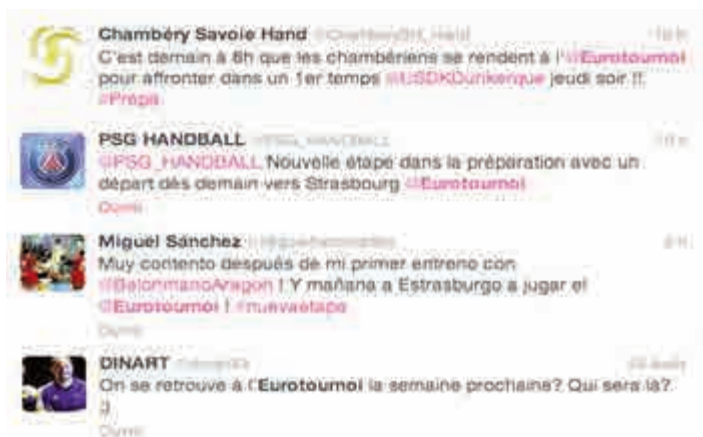 Chambéry Savoie Hand
C'est demain à 6h que les chambériens se rendent à l'@Eurotournoi
pour affronter dans un 1er temps @USDKDunkerque jeudi soir !!
#Prépa
PSG HANDBALL @PSG_HANDBALL
@PSG_HANDBALL Nouvelle étape dans la préparation avec un
départ dès demain vers Strasbourg @Eurotournoi
Ouvrir
Miguel Sánchez
Muy contento después de mi primer entreno con
@BalonmanoAragon ! Y mañana a Estrasburgo a jugar el
@Eurotournoi ! #nuevaetapa
Ouvrir
DINART
On se retrouve à l'Eurotournoi la semaine prochaine? Qui sera là?
;)
Ouvrir